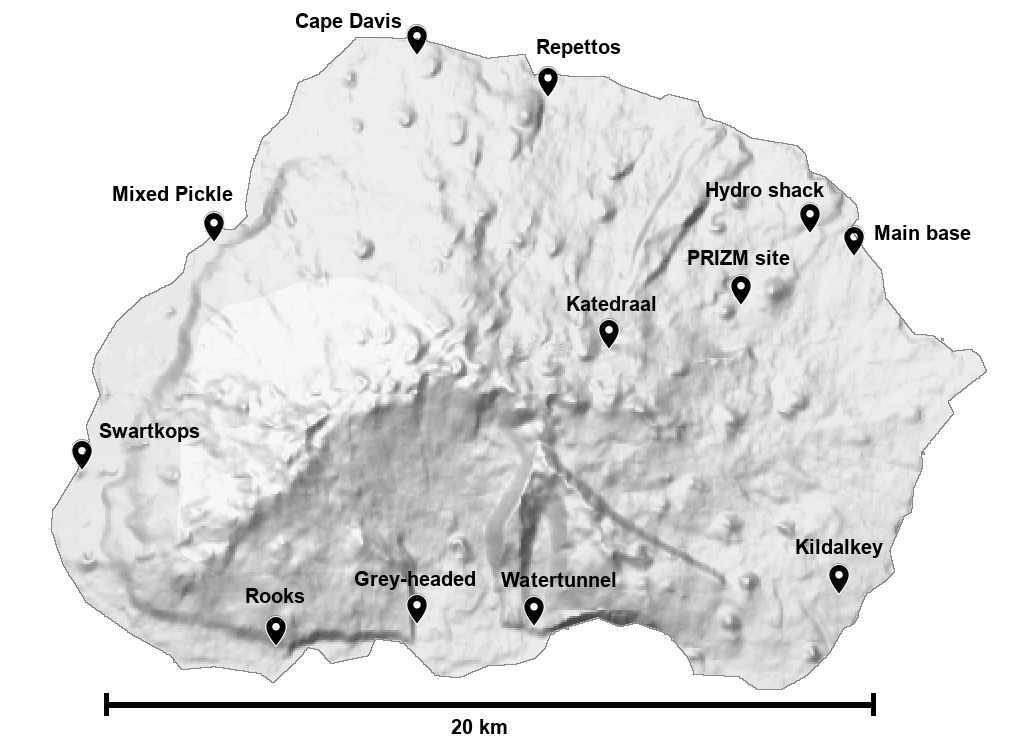 Cape Davis
Repettos
Mixed Pickle
Hydro shack
Main base
PRIZM site
Katedraal
Swartkops
Kildalkey
Grey-headed
Watertunnel
Rooks
20 km